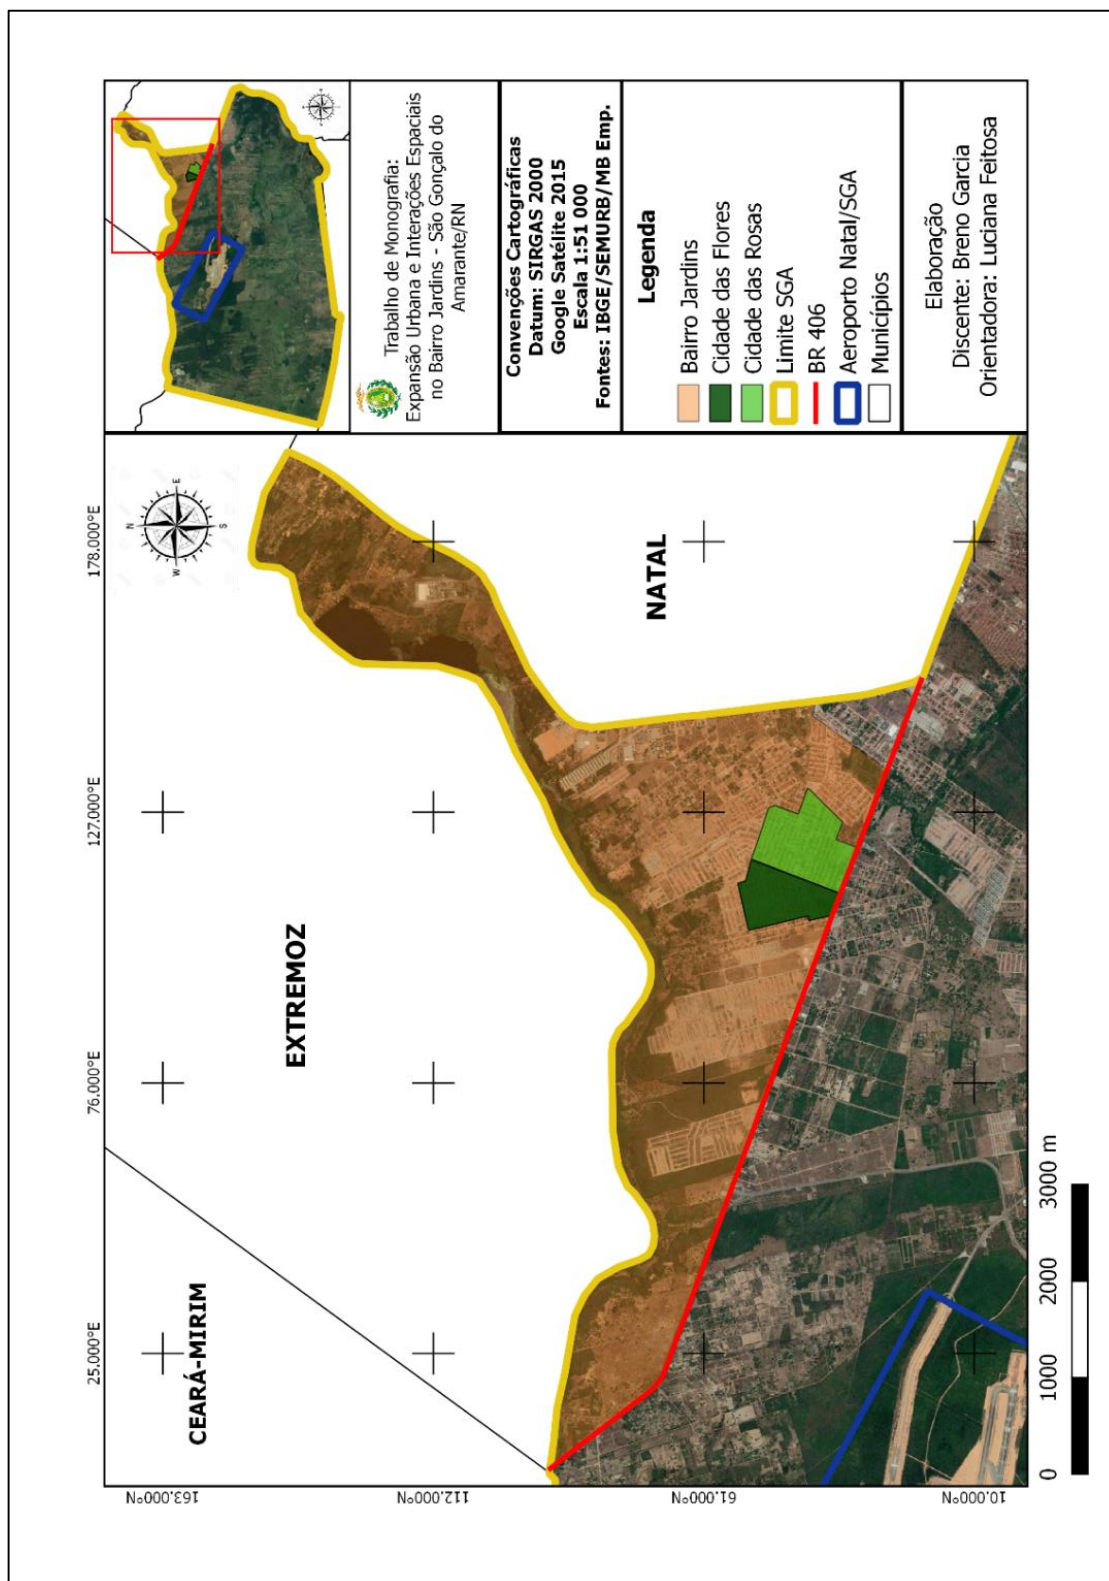 163.000°N
112.000°N
61.000°N
10.000°N
25.000°E
76.000°E
127.000°E
178.000°E
CEARÁ-MIRIM
EXTREMOZ
NATAL
N
W
E
S
0 1000 2000 3000 m
Trabalho de Monografia:
Expansão Urbana e Interações Espaciais
no Bairro Jardins - São Gonçalo do
Amarante/RN
Convenções Cartográficas
Datum: SIRGAS 2000
Google Satélite 2015
Escala 1:51 000
Fontes: IBGE/SEMURB/MB Emp.
Legenda
Bairro Jardins
Cidade das Flores
Cidade das Rosas
Limite SGA
BR 406
Aeroporto Natal/SGA
Municípios
Elaboração
Discente: Breno Garcia
Orientadora: Luciana Feitosa